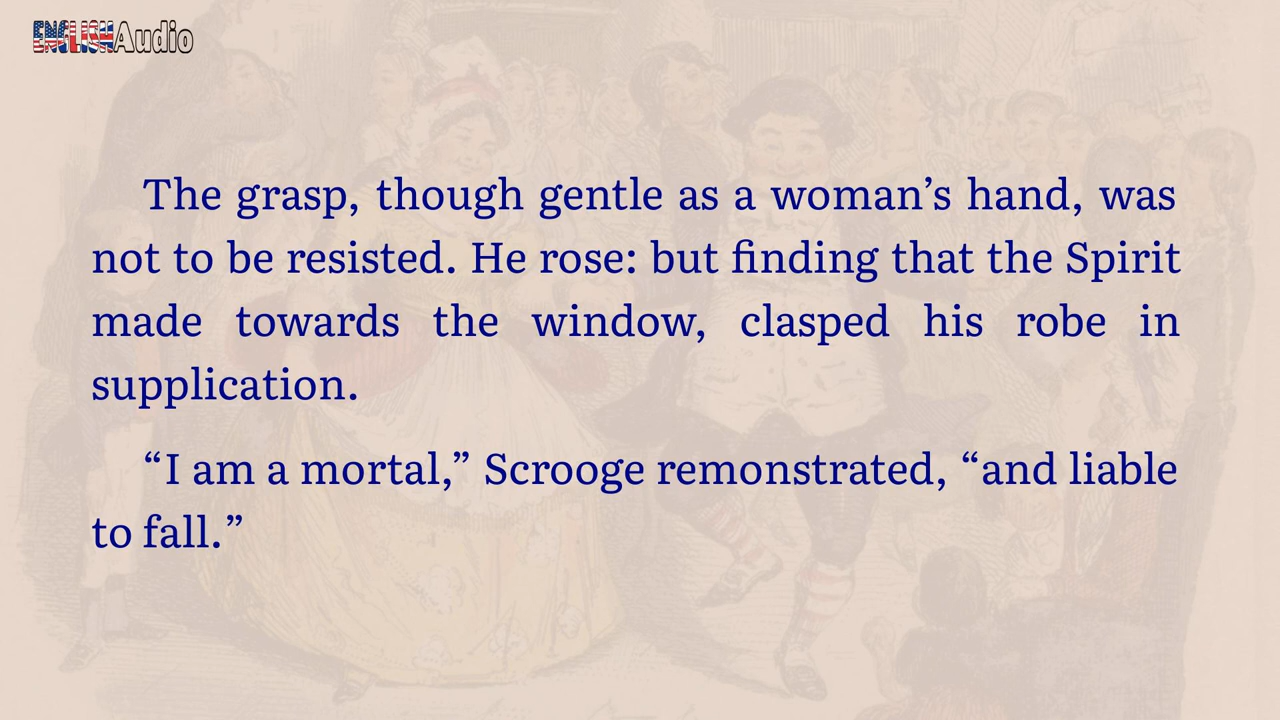 ENGLISHAudio
The grasp, though gentle as a woman’s hand, was
not to be resisted. He rose: but finding that the Spirit
made towards the window, clasped his robe in
supplication.
“I am a mortal,” Scrooge remonstrated, “and liable
to fall.”